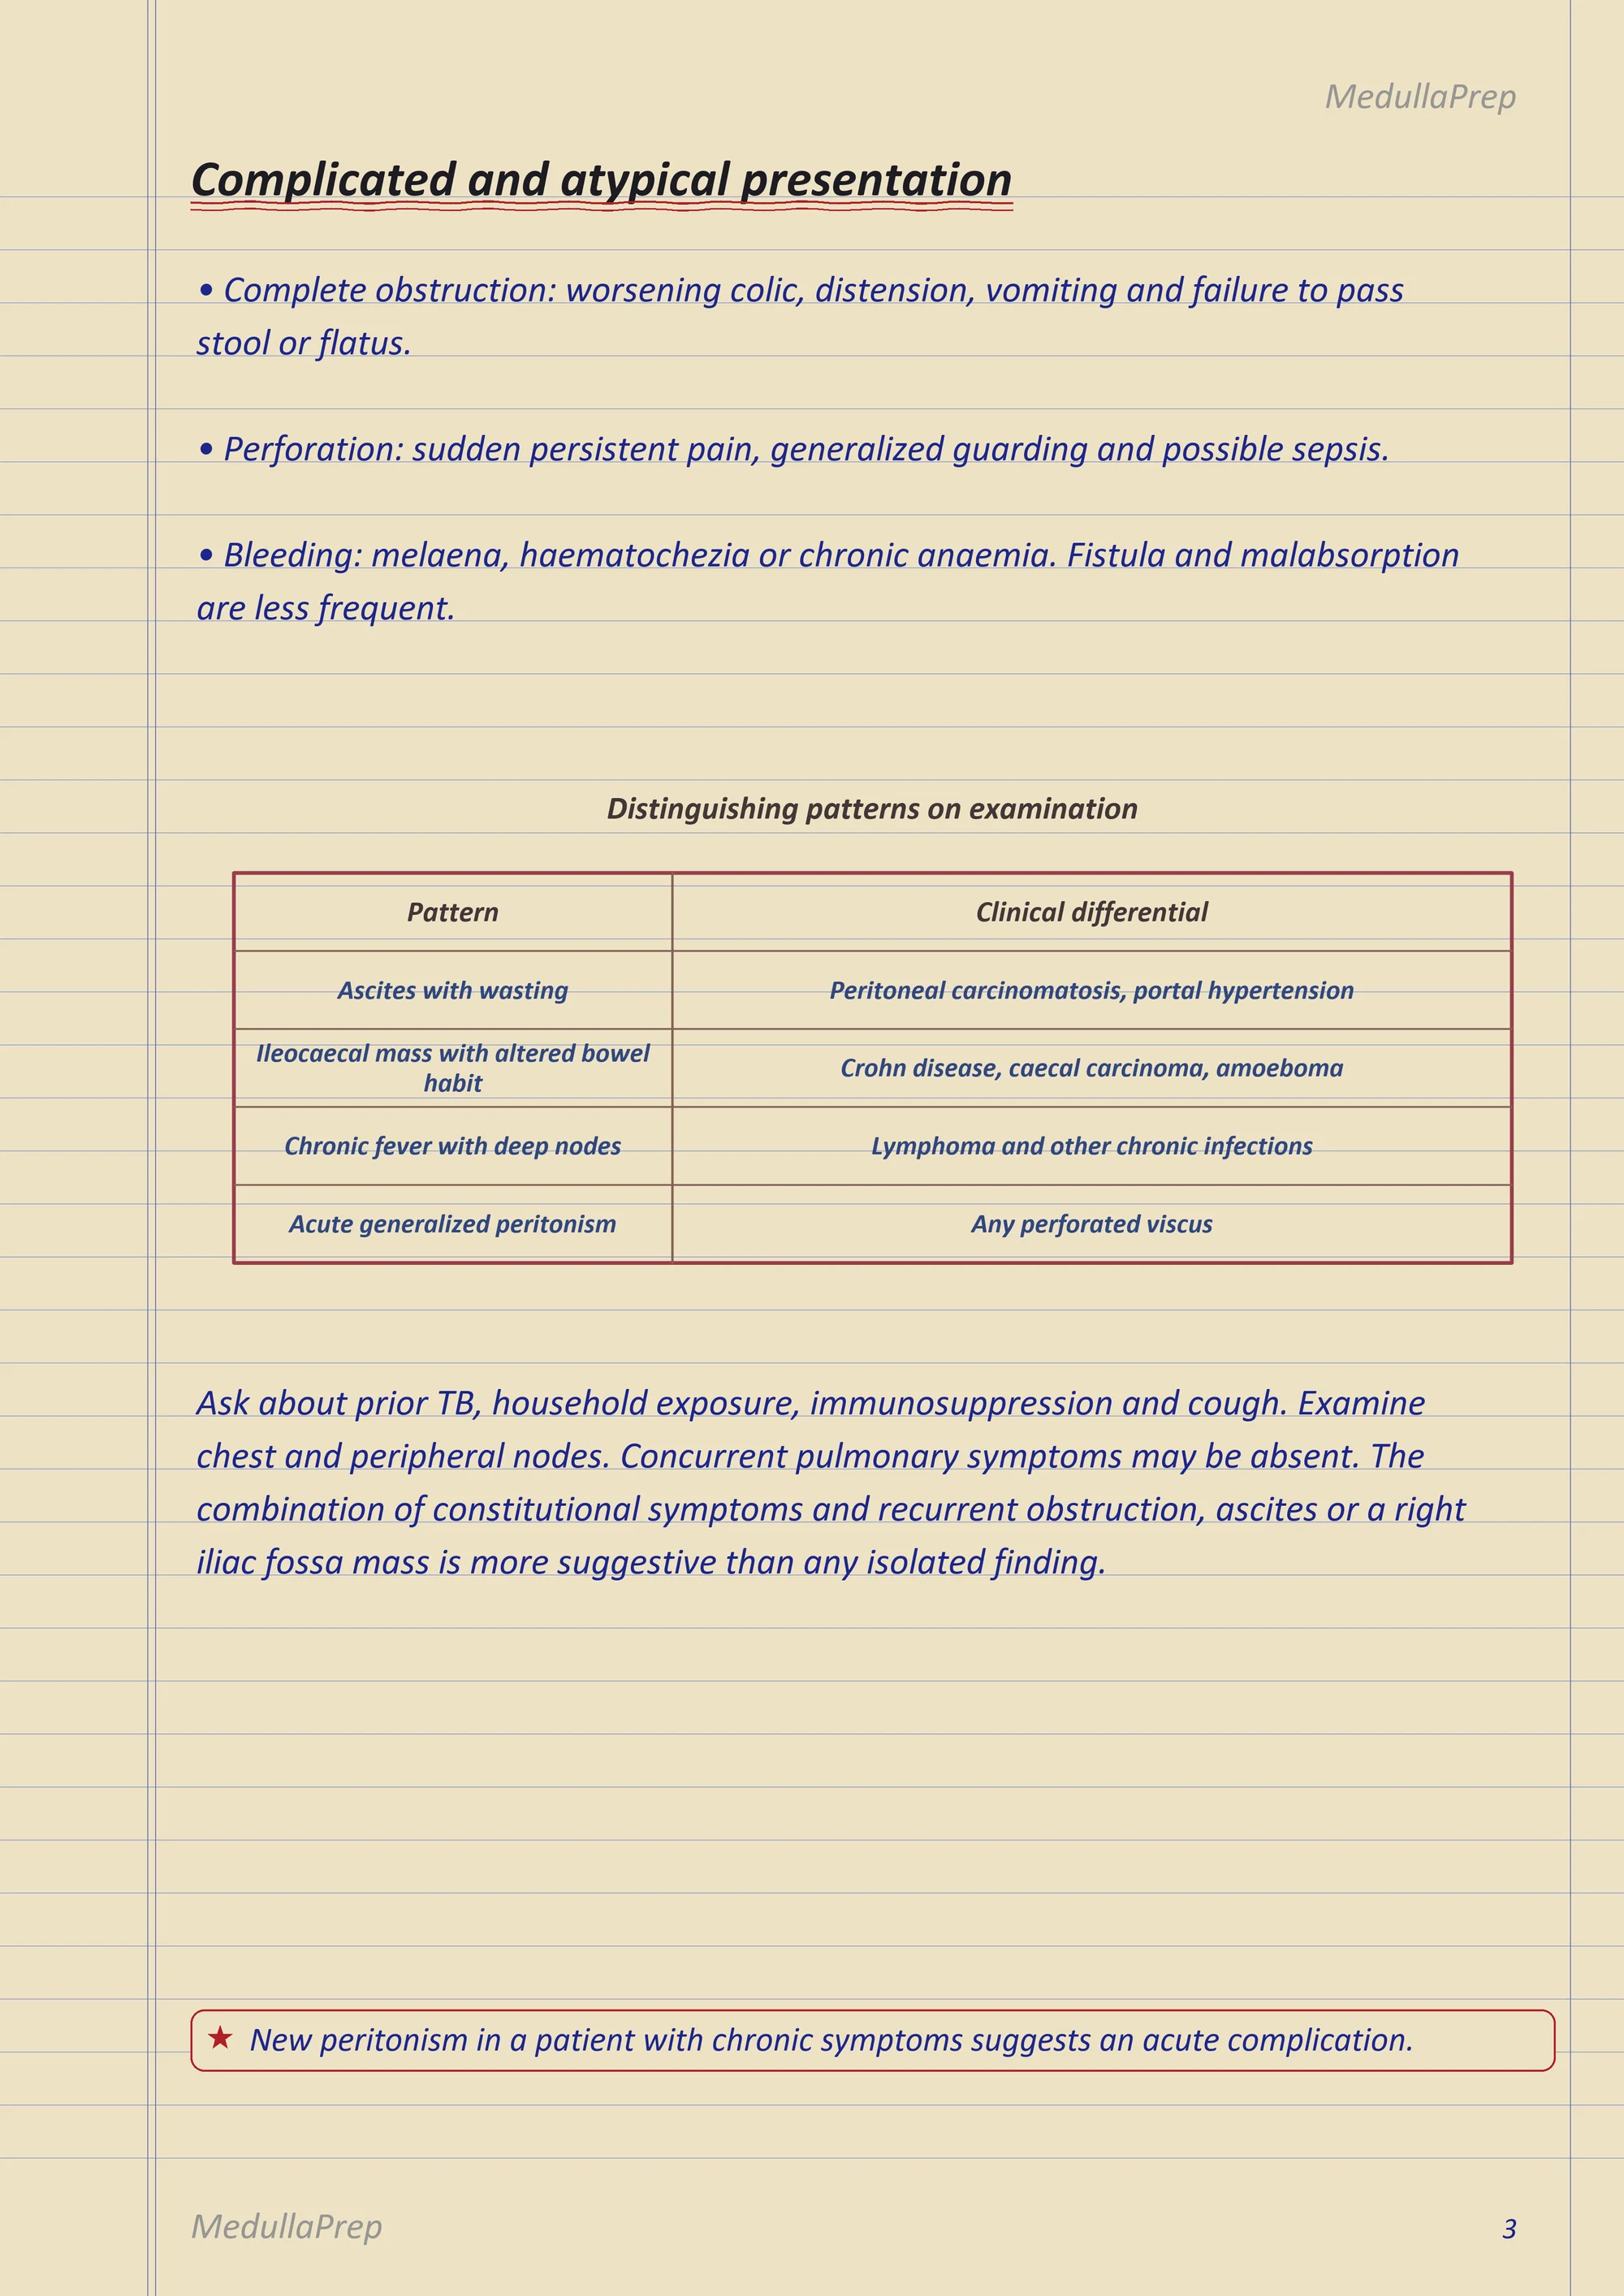 MedullaPrep
Complicated and atypical presentation
• Complete obstruction: worsening colic, distension, vomiting and failure to pass
stool or flatus.
• Perforation: sudden persistent pain, generalized guarding and possible sepsis.
• Bleeding: melaena, haematochezia or chronic anaemia. Fistula and malabsorption
are less frequent.
Distinguishing patterns on examination
Pattern Clinical differential
Ascites with wasting Peritoneal carcinomatosis, portal hypertension
Ileocaecal mass with altered bowel
habit Crohn disease, caecal carcinoma, amoeboma
Chronic fever with deep nodes Lymphoma and other chronic infections
Acute generalized peritonism Any perforated viscus
Ask about prior TB, household exposure, immunosuppression and cough. Examine
chest and peripheral nodes. Concurrent pulmonary symptoms may be absent. The
combination of constitutional symptoms and recurrent obstruction, ascites or a right
iliac fossa mass is more suggestive than any isolated finding.
★ New peritonism in a patient with chronic symptoms suggests an acute complication.
MedullaPrep 3